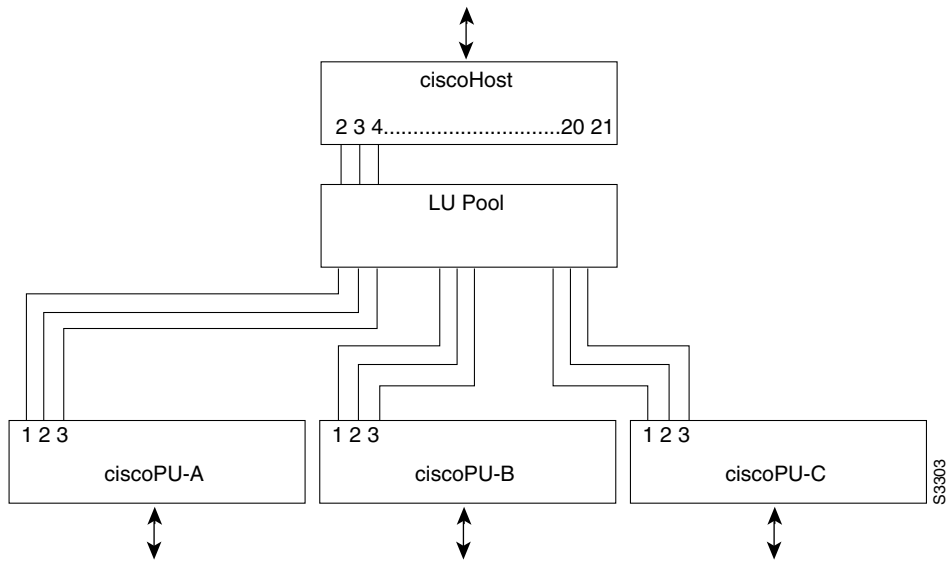 ciscoHost
2 3 4..............................20 21
LU Pool
1 2 3
ciscoPU-A
1 2 3
ciscoPU-B
1 2 3
ciscoPU-C
S3303